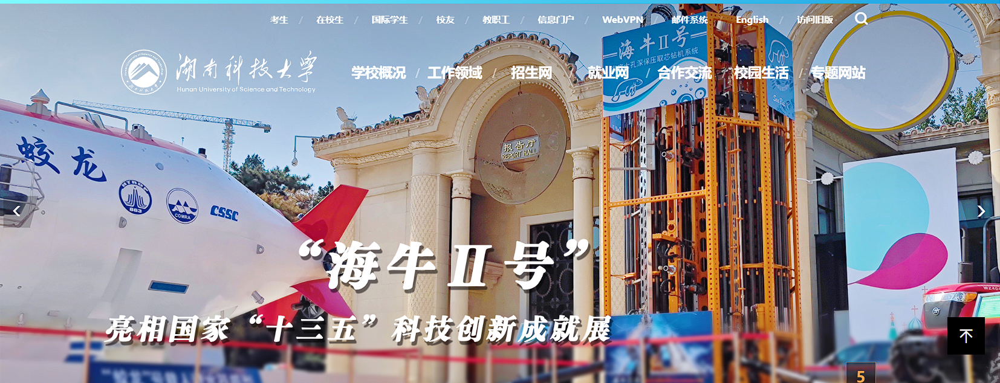 考生 / 在校生 / 国际学生 / 校友 / 教职工 / 信息门户 / WebVPN / 邮件系统 / English / 访问旧版
湖南科技大学
Hunan University of Science and Technology
学校概况 / 工作领域 / 招生网 / 就业网 / 合作交流 / 校园生活 / 专题网站
海牛Ⅱ号
孔深保压取芯钻机系统
报告厅
REPORT HALL
蛟龙
863
COMRA
CSSC
“海牛Ⅱ号”
亮相国家“十三五”科技创新成就展
5